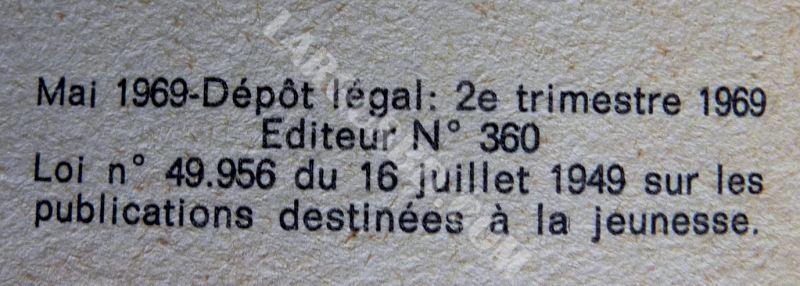 Mai 1969-Dépôt légal: 2e trimestre 1969
Editeur N° 360
Loi n° 49.956 du 16 juillet 1949 sur les
publications destinées à la jeunesse.